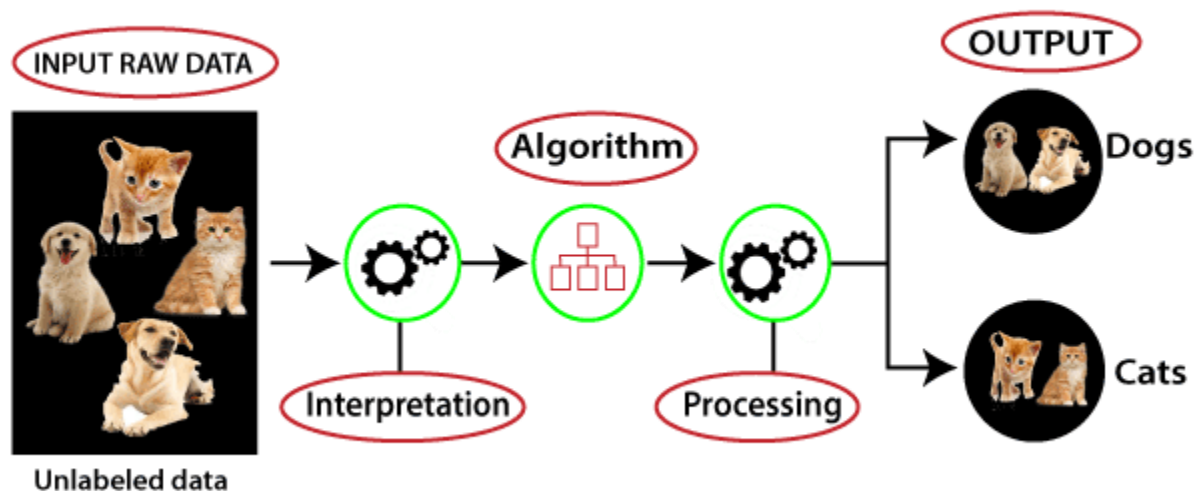 INPUT RAW DATA
Unlabeled data
Interpretation
Algorithm
Processing
OUTPUT
Dogs
Cats